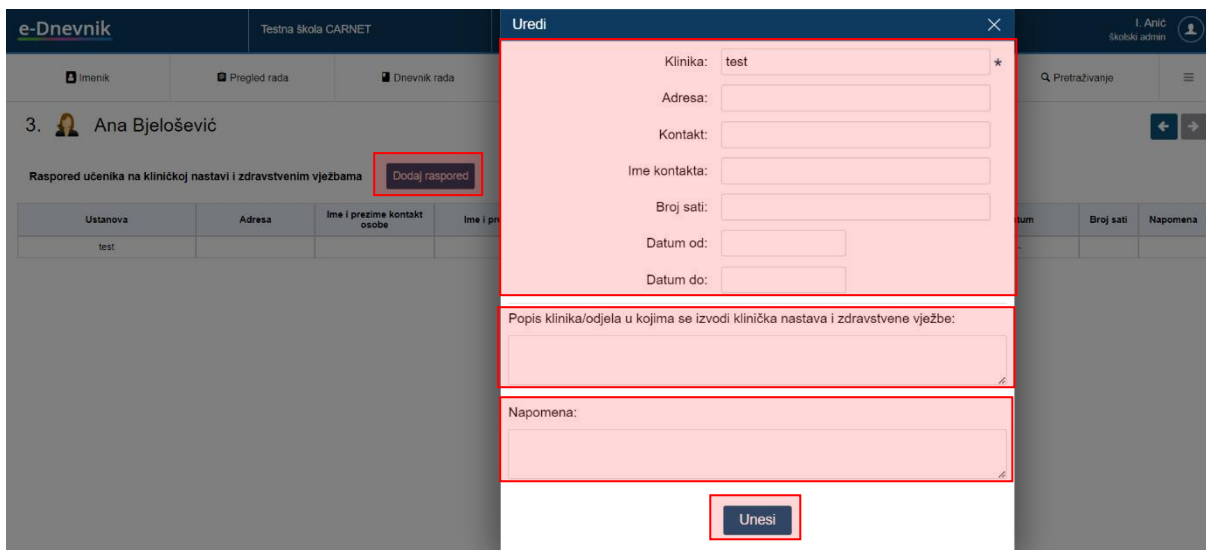 e-Dnevnik
Testna škola CARNET
I. Anić
školski admin
Imenik
Pregled rada
Dnevnik rada
Pretraživanje
3. Ana Bjelošević
Raspored učenika na kliničkoj nastavi i zdravstvenim vježbama
Dodaj raspored
Ustanova
Adresa
Ime i prezime kontakt
osobe
Ime i
Broj sati
Napomena
test
Uredi
Klinika: test *
Adresa:
Kontakt:
Ime kontakta:
Broj sati:
Datum od:
Datum do:
Popis klinika/odjela u kojima se izvodi klinička nastava i zdravstvene vježbe:
Napomena:
Unesi